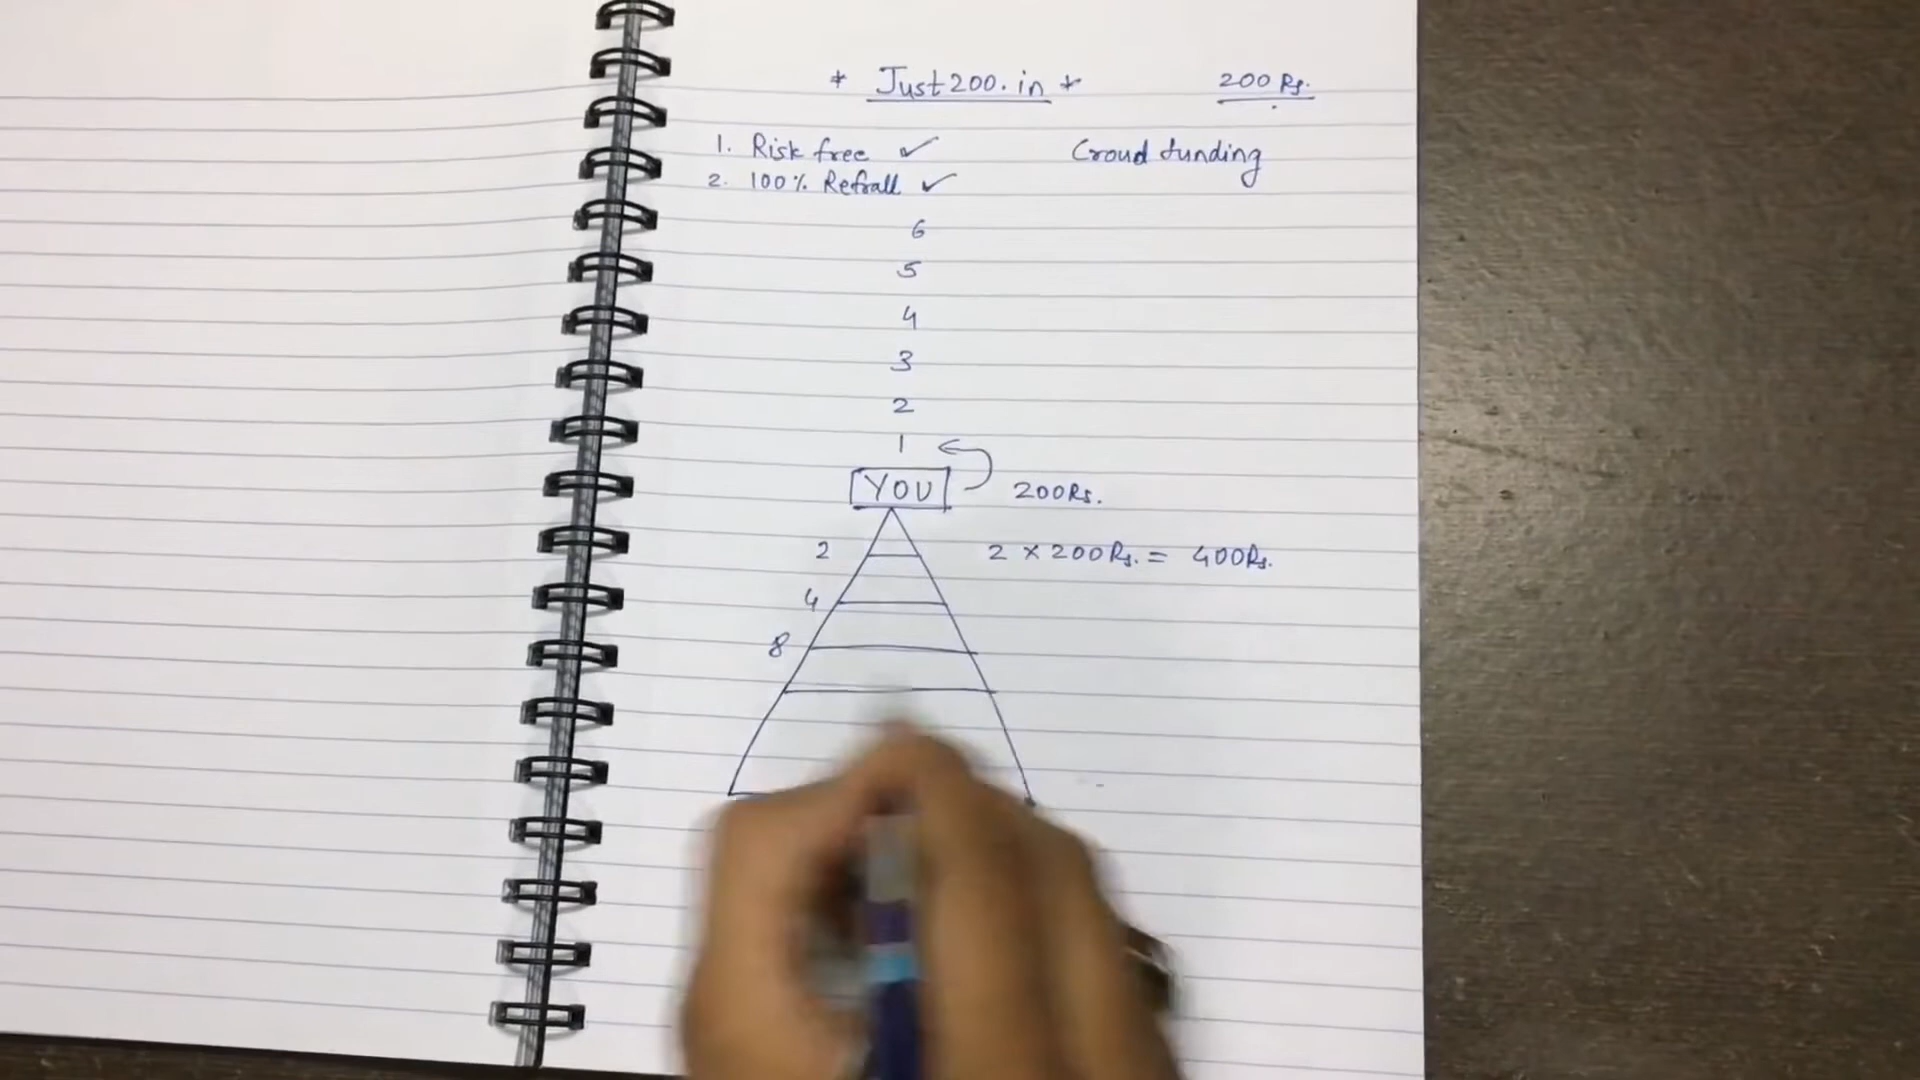 * Just200.in *
200 Rs.
1. Risk free ✓
Croud funding
2. 100% Refrall ✓
6
5
4
3
2
1
YOU
200Rs.
2
2 × 200Rs. = 400Rs.
4
8